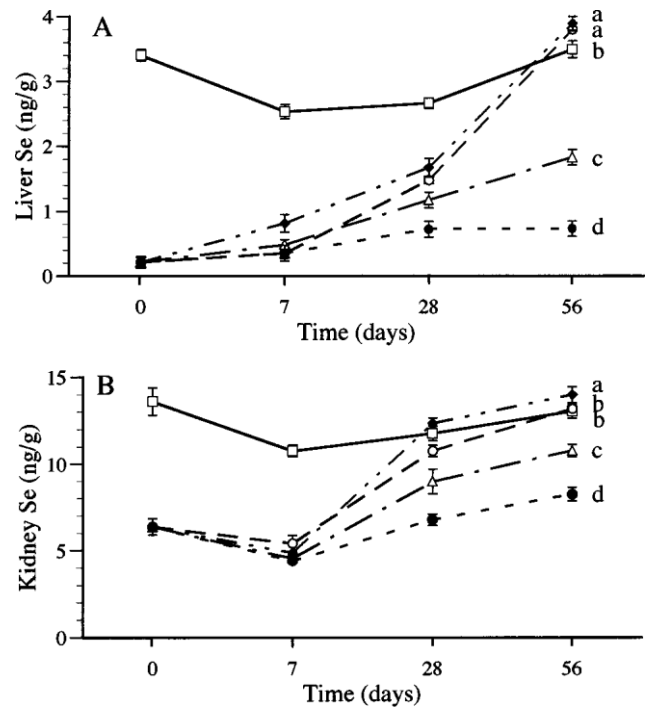 A
Liver Se (ng/g)
4
3
2
1
0
a
a
b
c
d
0 7 28 56
Time (days)
B
Kidney Se (ng/g)
15
10
5
0
a
b
b
c
d
0 7 28 56
Time (days)